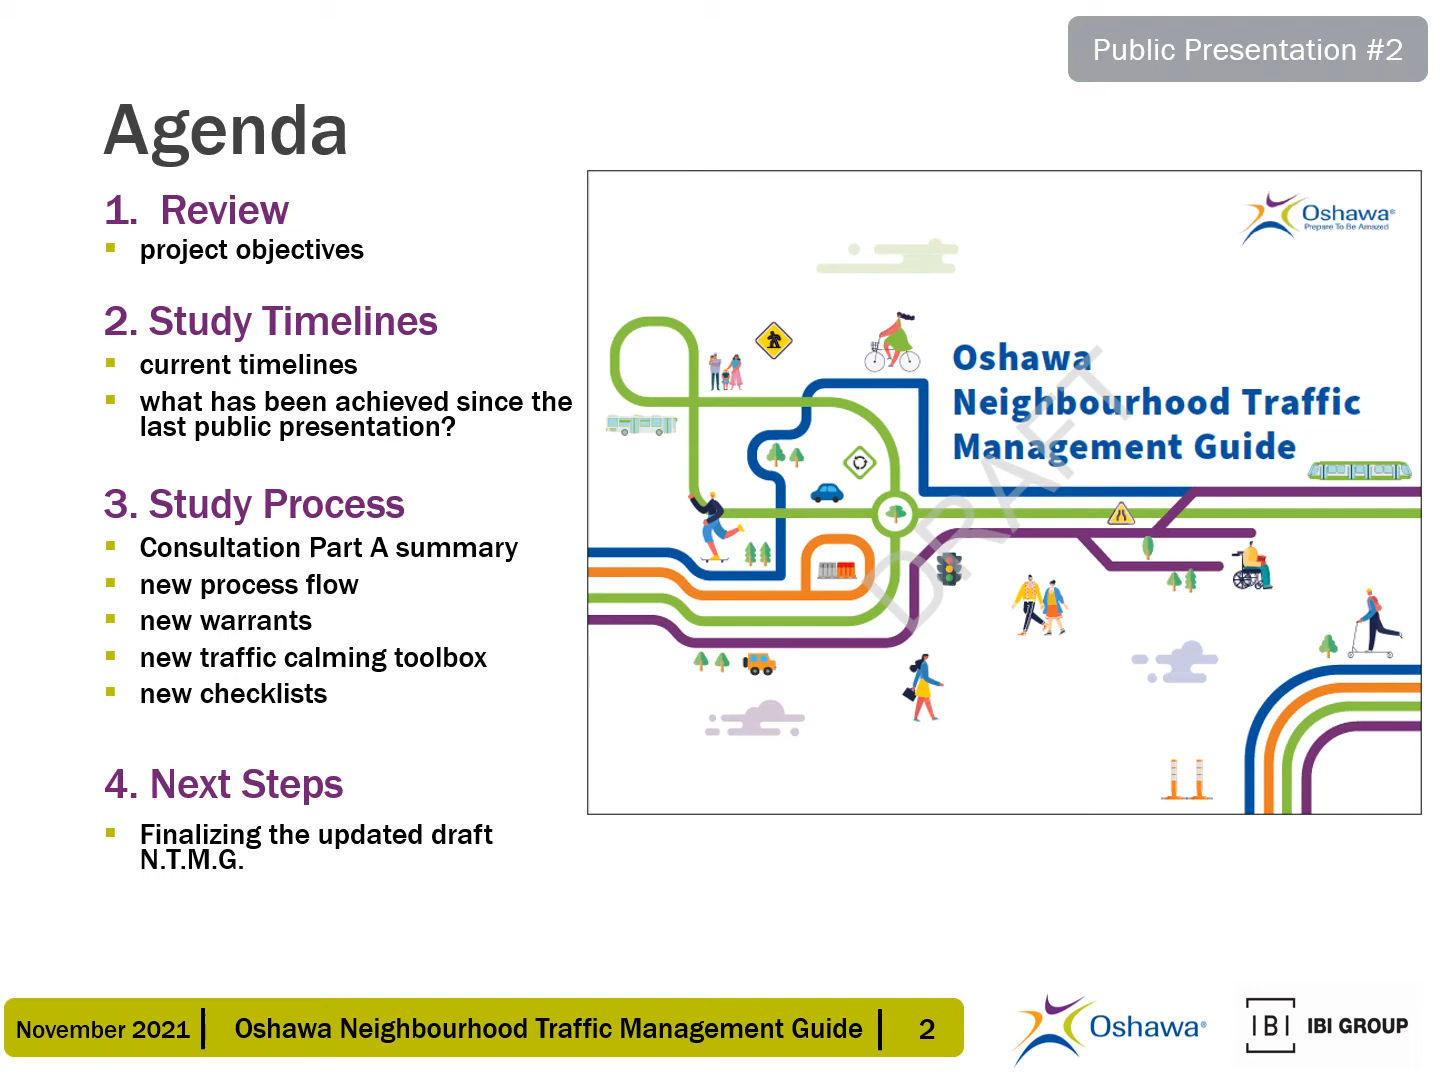 Public Presentation #2
Agenda
1. Review
project objectives
2. Study Timelines
current timelines
what has been achieved since the
last public presentation?
3. Study Process
Consultation Part A summary
new process flow
new warrants
new traffic calming toolbox
new checklists
4. Next Steps
Finalizing the updated draft
N.T.M.G.
Oshawa®
Prepare To Be Amazed
Oshawa
Neighbourhood Traffic
Management Guide
DRAFT
November 2021
Oshawa Neighbourhood Traffic Management Guide
2
Oshawa®
IBI
IBI GROUP